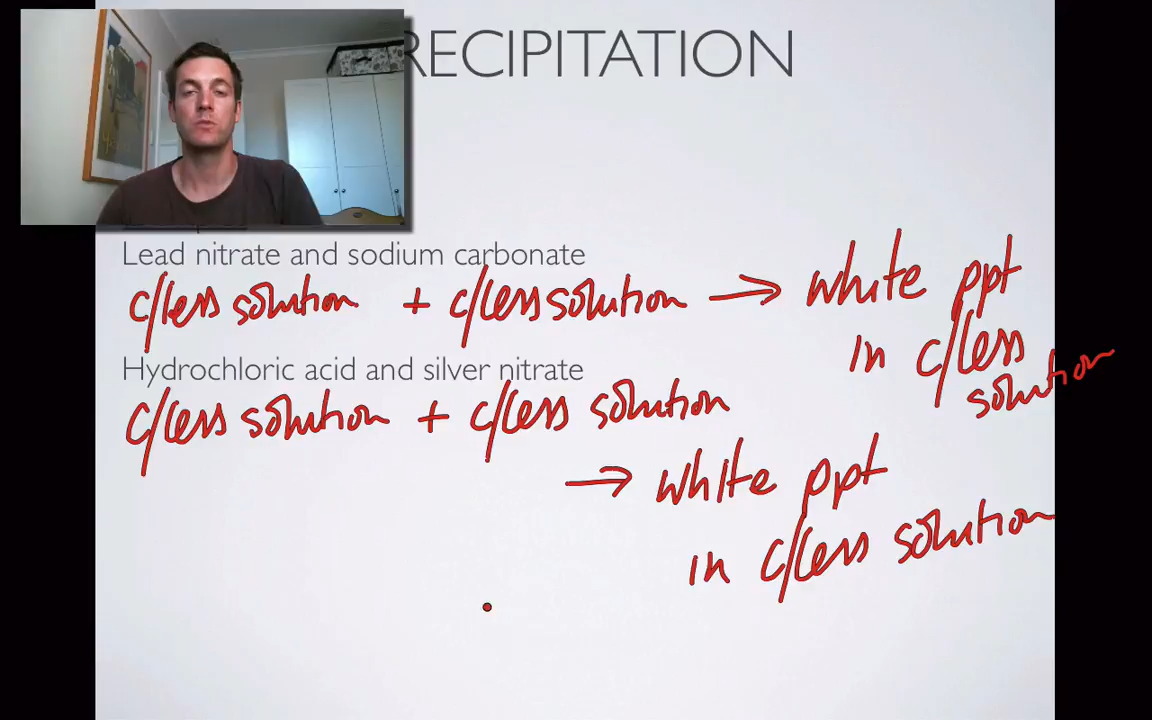 RECIPITATION
Lead nitrate and sodium carbonate
c/less solution + c/less solution → white ppt
in c/less
solution
Hydrochloric acid and silver nitrate
c/less solution + c/less solution
→ white ppt
in c/less solution